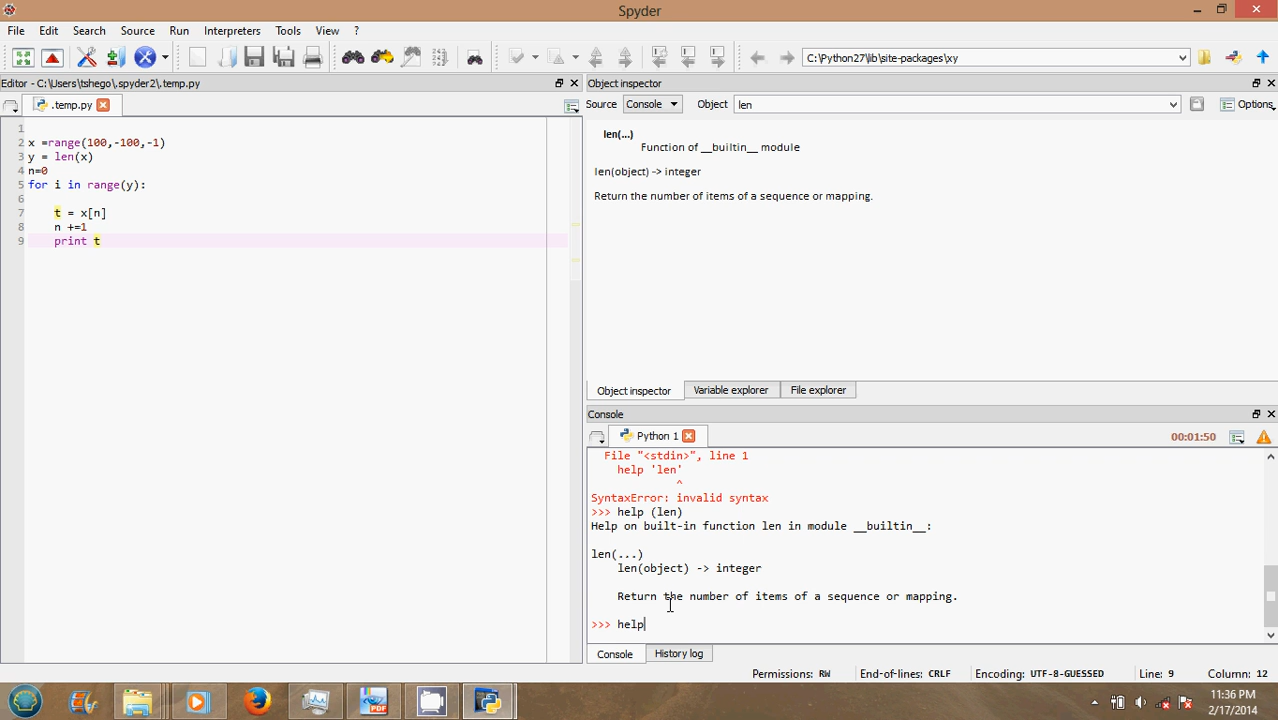 Spyder
File Edit Search Source Run Interpreters Tools View ?
C:\Python27\lib\site-packages\xy
Editor - C:\Users\tshego\.spyder2\.temp.py
.temp.py
1
2 x =range(100,-100,-1)
3 y = len(x)
4 n=0
5 for i in range(y):
6
7 t = x[n]
8 n +=1
9 print t
Object inspector
Source Console Object len Options
len(...)
Function of __builtin__ module
len(object) -> integer
Return the number of items of a sequence or mapping.
Object inspector Variable explorer File explorer
Console
Python 1 00:01:50
File "<stdin>", line 1
help 'len'
^
SyntaxError: invalid syntax
>>> help (len)
Help on built-in function len in module __builtin__:
len(...)
len(object) -> integer
Return the number of items of a sequence or mapping.
>>> help
Console History log
Permissions: RW End-of-lines: CRLF Encoding: UTF-8-GUESSED Line: 9 Column: 12
11:36 PM
2/17/2014